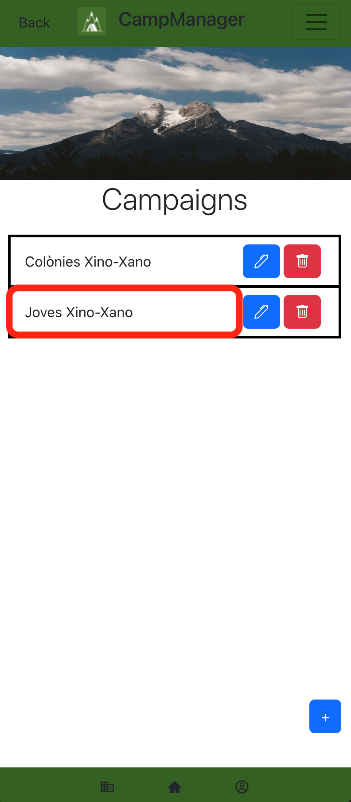 Back
CampManager
Campaigns
Colònies Xino-Xano
Joves Xino-Xano
+